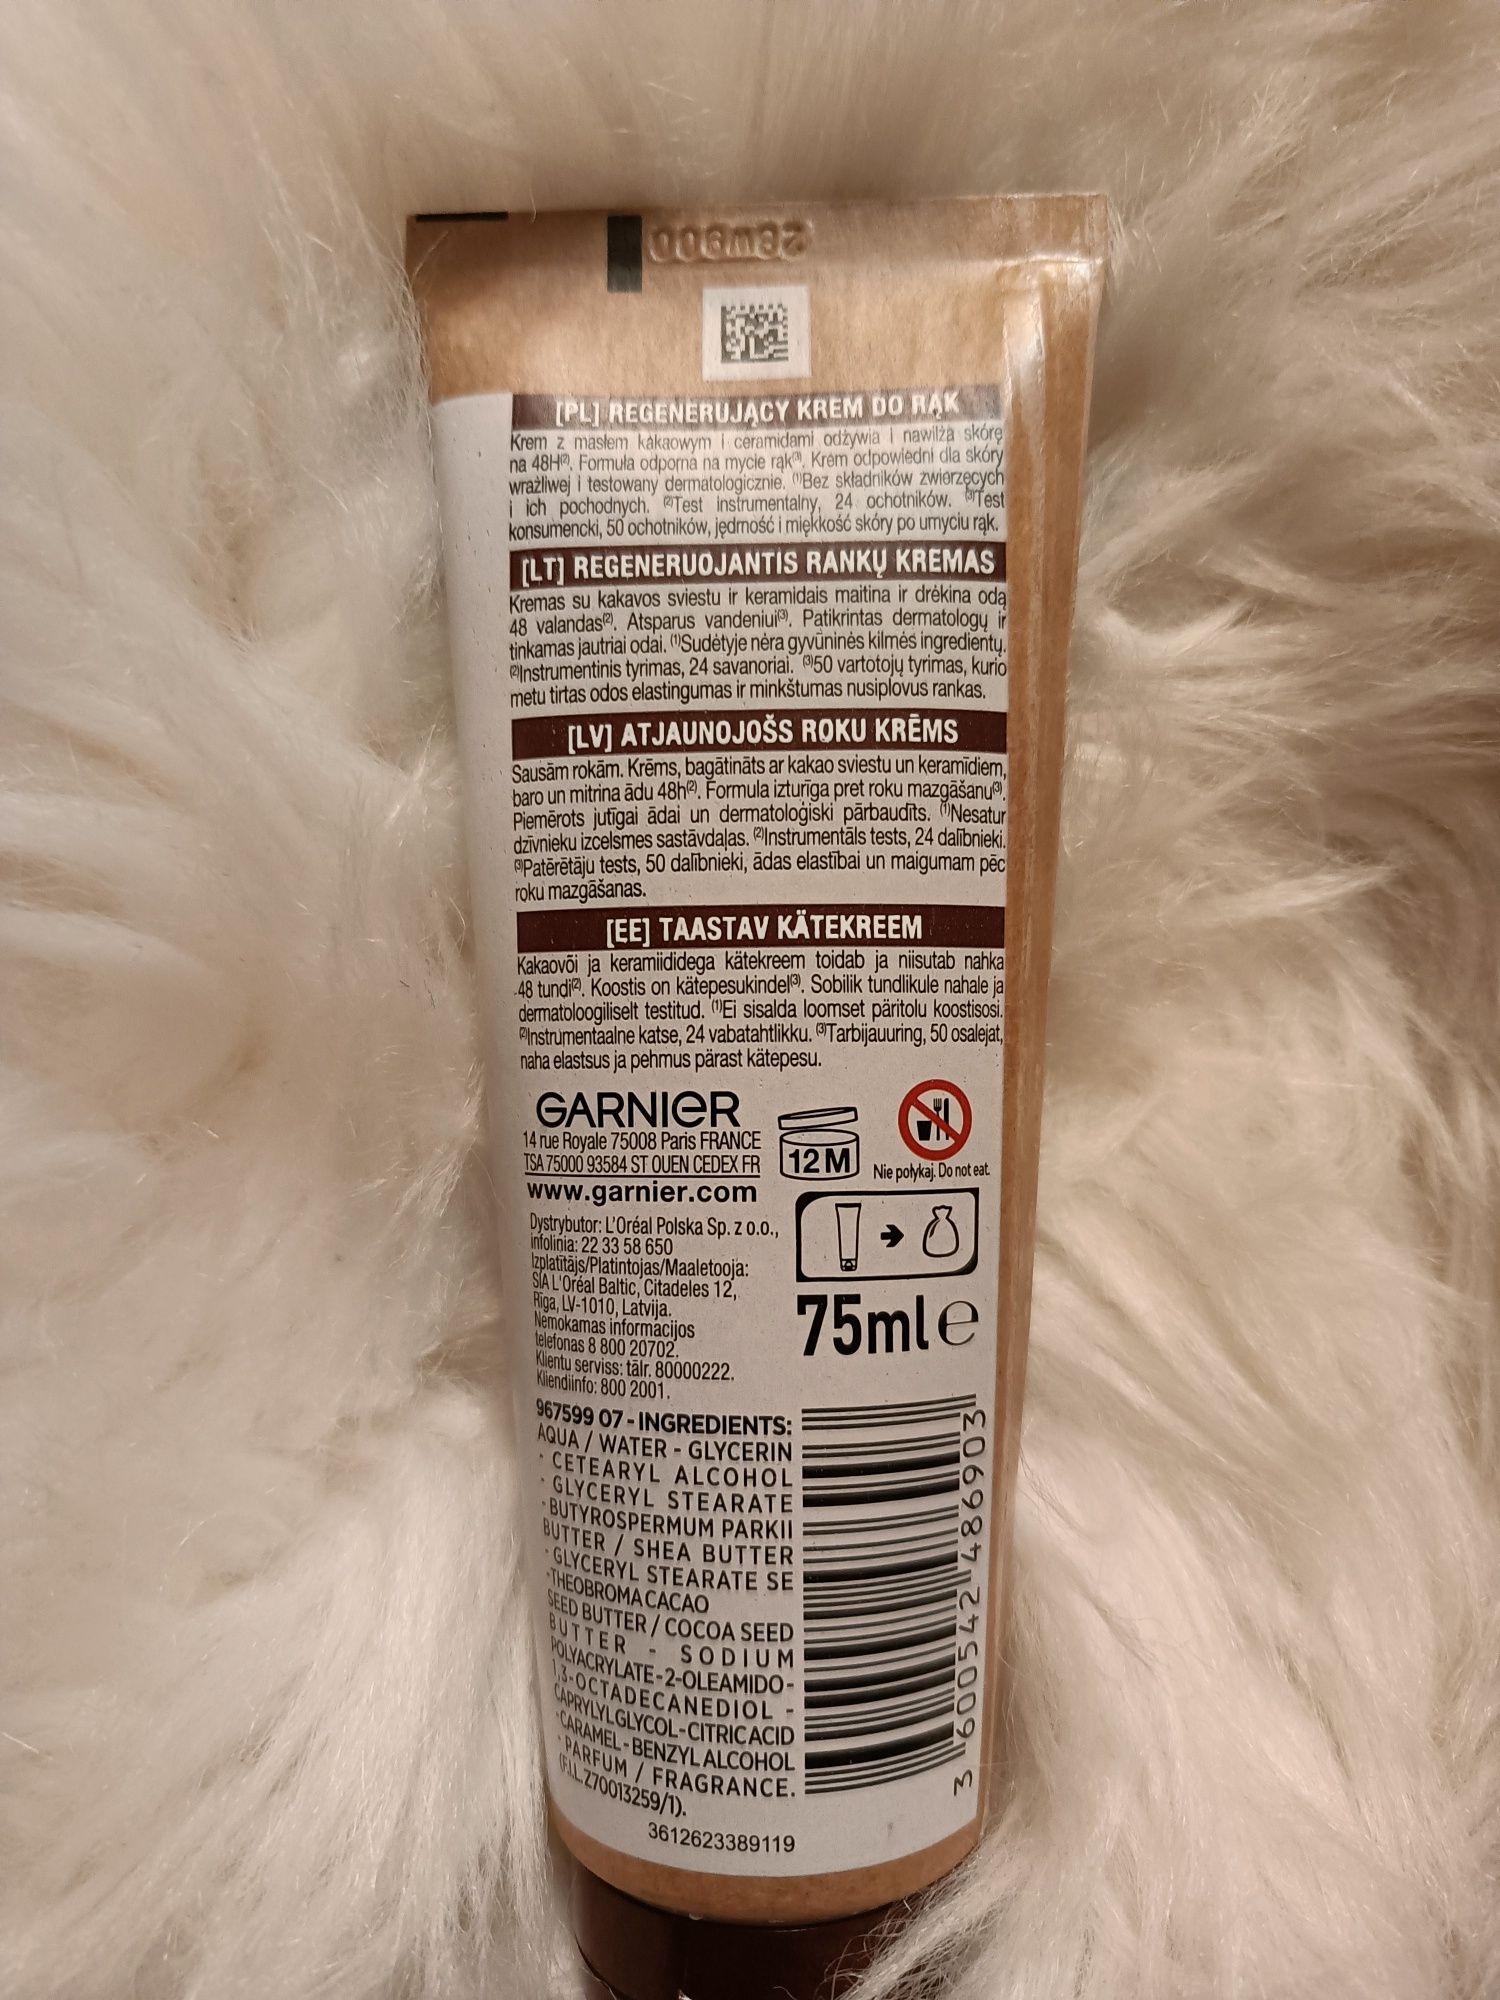 [PL] REGENERUJĄCY KREM DO RĄK
Krem z masłem kakaowym i ceramidami odżywia i nawilża skórę
na 48H⁽²⁾. Formuła odporna na mycie rąk⁽³⁾. Krem odpowiedni dla skóry
wrażliwej i testowany dermatologicznie. ⁽¹⁾Bez składników zwierzęcych
i ich pochodnych. ⁽²⁾Test instrumentalny, 24 ochotników. ⁽³⁾Test
konsumencki, 50 ochotników, jędrność i miękkość skóry po umyciu rąk.
[LT] REGENERUOJANTIS RANKŲ KREMAS
Kremas su kakavos sviestu ir keramidais maitina ir drėkina odą
48 valandas⁽²⁾. Atsparus vandeniui⁽³⁾. Patikrintas dermatologų ir
tinkamas jautriai odai. ⁽¹⁾Sudėtyje nėra gyvūninės kilmės ingredientų.
⁽²⁾Instrumentinis tyrimas, 24 savanoriai. ⁽³⁾50 vartotojų tyrimas, kurio
metu tirtas odos elastingumas ir minkštumas nusiplovus rankas.
[LV] ATJAUNOJOŠS ROKU KRĒMS
Sausām rokām. Krēms, bagātināts ar kakao sviestu un keramīdiem,
baro un mitrina ādu 48h⁽²⁾. Formula izturīga pret roku mazgāšanu⁽³⁾.
Piemērots jutīgai ādai un dermatoloģiski pārbaudīts. ⁽¹⁾Nesatur
dzīvnieku izcelsmes sastāvdaļas. ⁽²⁾Instrumentāls tests, 24 dalībnieki.
⁽³⁾Patērētāju tests, 50 dalībnieki, ādas elastībai un maigumam pēc
roku mazgāšanas.
[EE] TAASTAV KÄTEKREEM
Kakaovõi ja keramiididega kätekreem toidab ja niisutab nahka
48 tundi⁽²⁾. Koostis on kätepesukindel⁽³⁾. Sobilik tundlikule nahale ja
dermatoloogiliselt testitud. ⁽¹⁾Ei sisalda loomset päritolu koostisosi.
⁽²⁾Instrumentaalne katse, 24 vabatahtlikku. ⁽³⁾Tarbijauuring, 50 osalejat,
naha elastsus ja pehmus pärast kätepesu.
GARNIER
14 rue Royale 75008 Paris FRANCE
TSA 75000 93584 ST OUEN CEDEX FR
www.garnier.com
12 M
Nie połykaj. Do not eat.
Dystrybutor: L'Oréal Polska Sp. z o.o.,
infolinia: 22 33 58 650
Izplatītājs/Platintojas/Maaletooja:
SIA L'Oréal Baltic, Citadeles 12,
Rīga, LV-1010, Latvija.
Nemokamas informacijos
telefonas 8 800 20702.
Klientu serviss: tālr. 80000222.
Kliendiinfo: 800 2001.
75ml e
967599 07 - INGREDIENTS:
AQUA / WATER - GLYCERIN
- CETEARYL ALCOHOL
- GLYCERYL STEARATE
- BUTYROSPERMUM PARKII
BUTTER / SHEA BUTTER
- GLYCERYL STEARATE SE
- THEOBROMA CACAO
SEED BUTTER / COCOA SEED
BUTTER - SODIUM
POLYACRYLATE - 2-OLEAMIDO-
1,3-OCTADECANEDIOL -
CAPRYLYL GLYCOL - CITRIC ACID
- CARAMEL - BENZYL ALCOHOL
- PARFUM / FRAGRANCE.
(F.I.L. Z70013259/1).
3 600542 486903
3612623389119